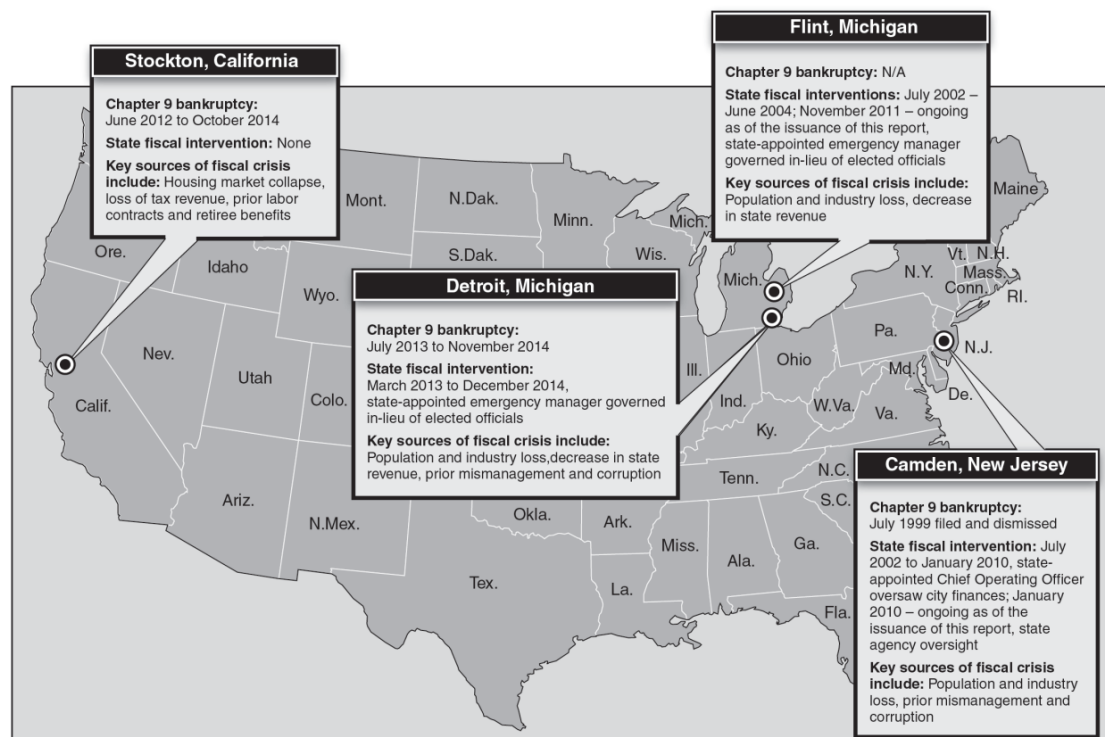 Stockton, California
Chapter 9 bankruptcy:
June 2012 to October 2014
State fiscal intervention: None
Key sources of fiscal crisis
include: Housing market collapse,
loss of tax revenue, prior labor
contracts and retiree benefits
Flint, Michigan
Chapter 9 bankruptcy: N/A
State fiscal interventions: July 2002 –
June 2004; November 2011 – ongoing
as of the issuance of this report,
state-appointed emergency manager
governed in-lieu of elected officials
Key sources of fiscal crisis include:
Population and industry loss, decrease
in state revenue
Detroit, Michigan
Chapter 9 bankruptcy:
July 2013 to November 2014
State fiscal intervention:
March 2013 to December 2014,
state-appointed emergency manager governed
in-lieu of elected officials
Key sources of fiscal crisis include:
Population and industry loss,decrease in state
revenue, prior mismanagement and corruption
Camden, New Jersey
Chapter 9 bankruptcy:
July 1999 filed and dismissed
State fiscal intervention: July
2002 to January 2010, state-
appointed Chief Operating Officer
oversaw city finances; January
2010 – ongoing as of the
issuance of this report, state
agency oversight
Key sources of fiscal crisis
include: Population and industry
loss, prior mismanagement and
corruption
Mont.
N.Dak.
Minn.
Mich.
Maine
Ore.
Idaho
S.Dak.
Wis.
Mich.
Vt.
N.H.
N.Y.
Mass.
Conn.
RI.
Wyo.
Nev.
Utah
Colo.
Calif.
Ill.
Ind.
Ohio
Pa.
N.J.
Md.
De.
W.Va.
Va.
Ky.
Ariz.
N.Mex.
Okla.
Ark.
Tenn.
N.C.
S.C.
Tex.
La.
Miss.
Ala.
Ga.
Fla.